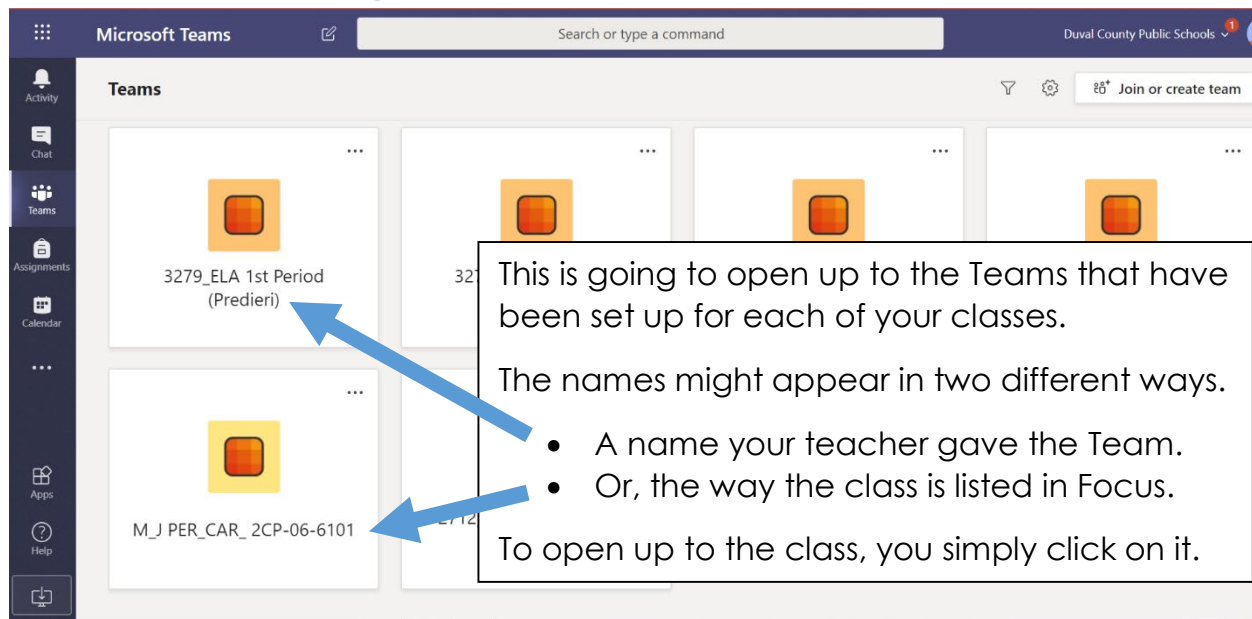 Microsoft Teams
Search or type a command
Duval County Public Schools
1
Activity
Chat
Teams
Assignments
Calendar
Apps
Help
Teams
Join or create team
3279_ELA 1st Period
(Predieri)
M_J PER_CAR_ 2CP-06-6101
This is going to open up to the Teams that have
been set up for each of your classes.
The names might appear in two different ways.
• A name your teacher gave the Team.
• Or, the way the class is listed in Focus.
To open up to the class, you simply click on it.